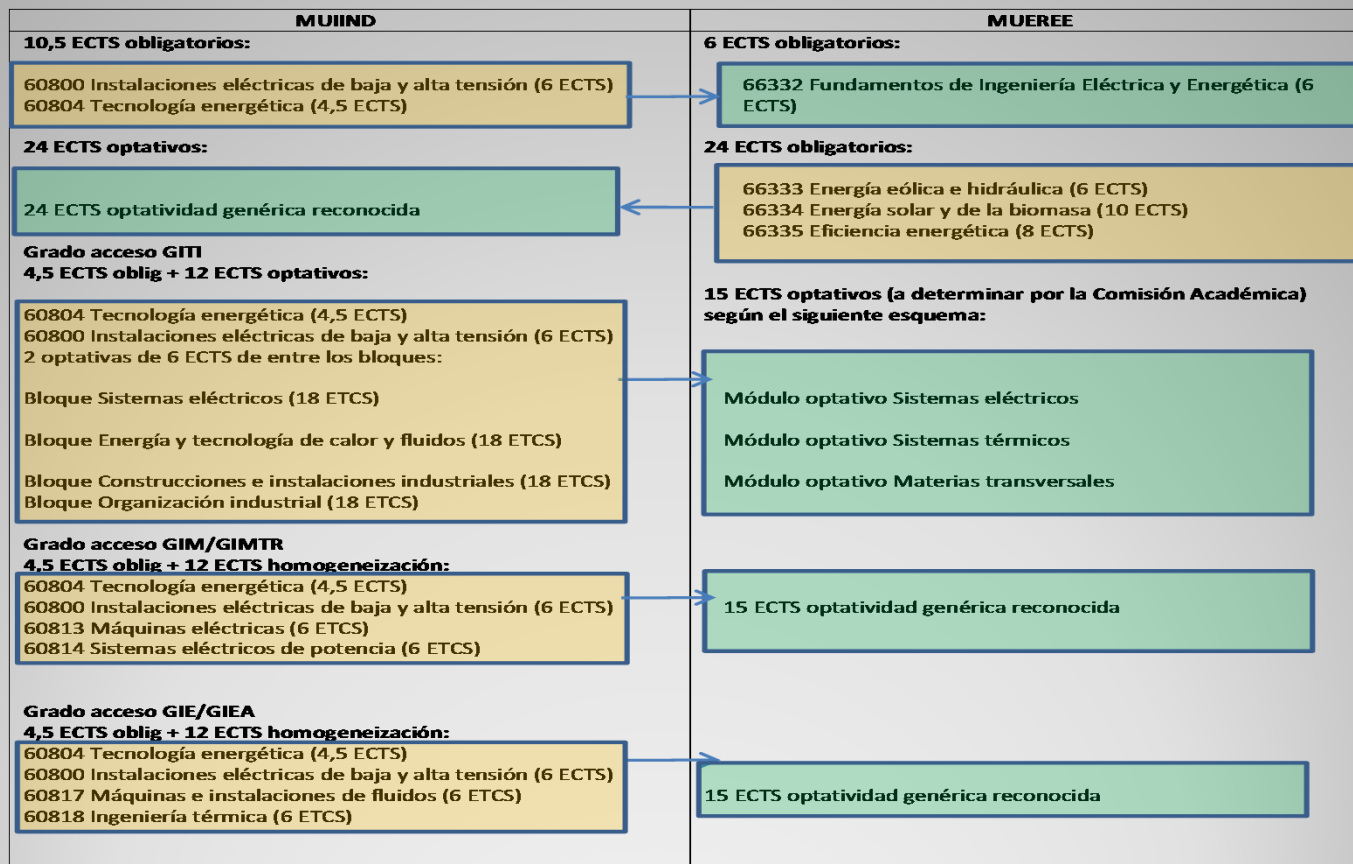 MUIIND
10,5 ECTS obligatorios:
60800 Instalaciones eléctricas de baja y alta tensión (6 ECTS)
60804 Tecnología energética (4,5 ECTS)
24 ECTS optativos:
24 ECTS optatividad genérica reconocida
Grado acceso GITI
4,5 ECTS oblig + 12 ECTS optativos:
60804 Tecnología energética (4,5 ECTS)
60800 Instalaciones eléctricas de baja y alta tensión (6 ECTS)
2 optativas de 6 ECTS de entre los bloques:
Bloque Sistemas eléctricos (18 ETCS)
Bloque Energía y tecnología de calor y fluidos (18 ETCS)
Bloque Construcciones e instalaciones industriales (18 ETCS)
Bloque Organización industrial (18 ETCS)
Grado acceso GIM/GIMTR
4,5 ECTS oblig + 12 ECTS homogeneización:
60804 Tecnología energética (4,5 ECTS)
60800 Instalaciones eléctricas de baja y alta tensión (6 ECTS)
60813 Máquinas eléctricas (6 ETCS)
60814 Sistemas eléctricos de potencia (6 ETCS)
Grado acceso GIE/GIEA
4,5 ECTS oblig + 12 ECTS homogeneización:
60804 Tecnología energética (4,5 ECTS)
60800 Instalaciones eléctricas de baja y alta tensión (6 ECTS)
60817 Máquinas e instalaciones de fluidos (6 ETCS)
60818 Ingeniería térmica (6 ETCS)
MUEREE
6 ECTS obligatorios:
66332 Fundamentos de Ingeniería Eléctrica y Energética (6
ECTS)
24 ECTS obligatorios:
66333 Energía eólica e hidráulica (6 ECTS)
66334 Energía solar y de la biomasa (10 ECTS)
66335 Eficiencia energética (8 ECTS)
15 ECTS optativos (a determinar por la Comisión Académica)
según el siguiente esquema:
Módulo optativo Sistemas eléctricos
Módulo optativo Sistemas térmicos
Módulo optativo Materias transversales
15 ECTS optatividad genérica reconocida
15 ECTS optatividad genérica reconocida